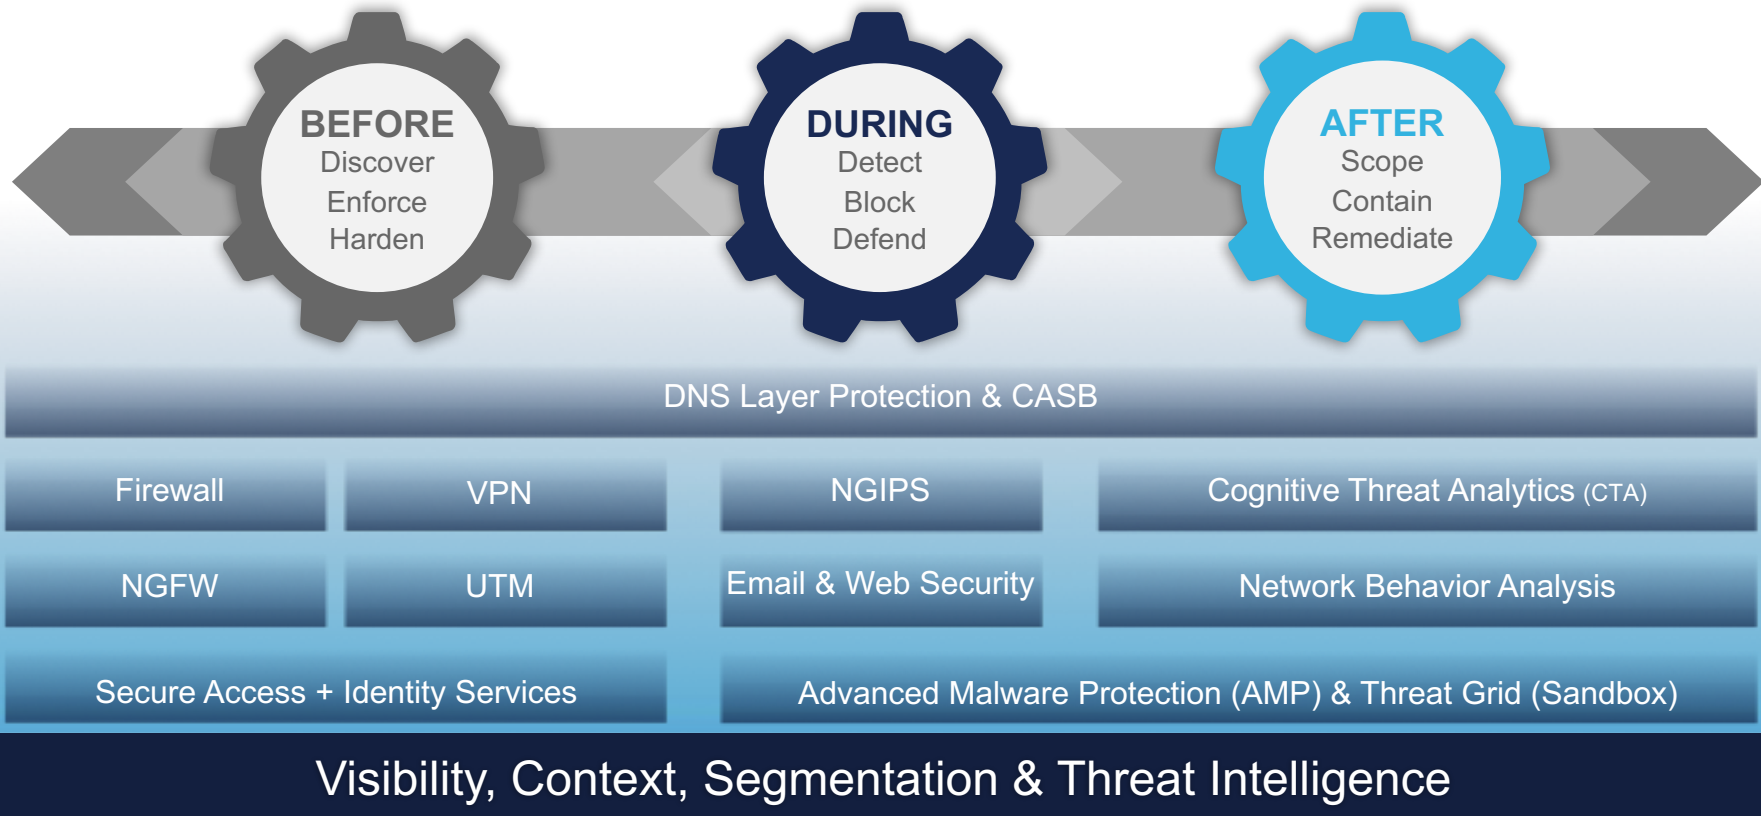 BEFORE
Discover
Enforce
Harden
DURING
Detect
Block
Defend
AFTER
Scope
Contain
Remediate
DNS Layer Protection & CASB
Firewall
VPN
NGIPS
Cognitive Threat Analytics (CTA)
NGFW
UTM
Email & Web Security
Network Behavior Analysis
Secure Access + Identity Services
Advanced Malware Protection (AMP) & Threat Grid (Sandbox)
Visibility, Context, Segmentation & Threat Intelligence